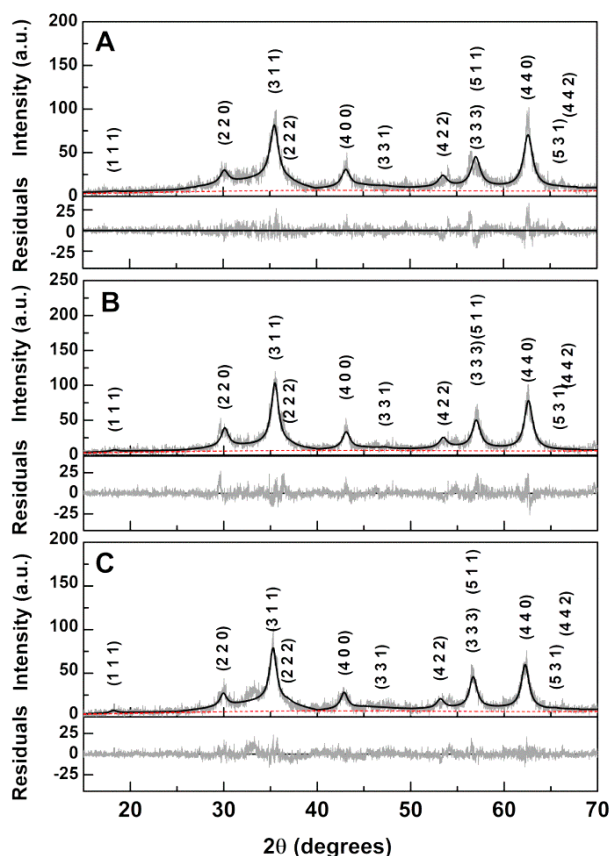 A
Intensity (a.u.)
200
150
100
50
0
(1 1 1)
(2 2 0)
(3 1 1)
(2 2 2)
(4 0 0)
(3 3 1)
(4 2 2)
(3 3 3) (5 1 1)
(4 4 0)
(5 3 1)
(4 4 2)
Residuals
25
0
-25
B
Intensity (a.u.)
250
200
150
100
50
0
(1 1 1)
(2 2 0)
(3 1 1)
(2 2 2)
(4 0 0)
(3 3 1)
(4 2 2)
(3 3 3)(5 1 1)
(4 4 0)
(5 3 1)
(4 4 2)
Residuals
25
0
-25
C
Intensity (a.u.)
200
150
100
50
0
(1 1 1)
(2 2 0)
(3 1 1)
(2 2 2)
(4 0 0)
(3 3 1)
(4 2 2)
(3 3 3) (5 1 1)
(4 4 0)
(5 3 1)
(4 4 2)
Residuals
25
0
-25
20 30 40 50 60 70
2θ (degrees)